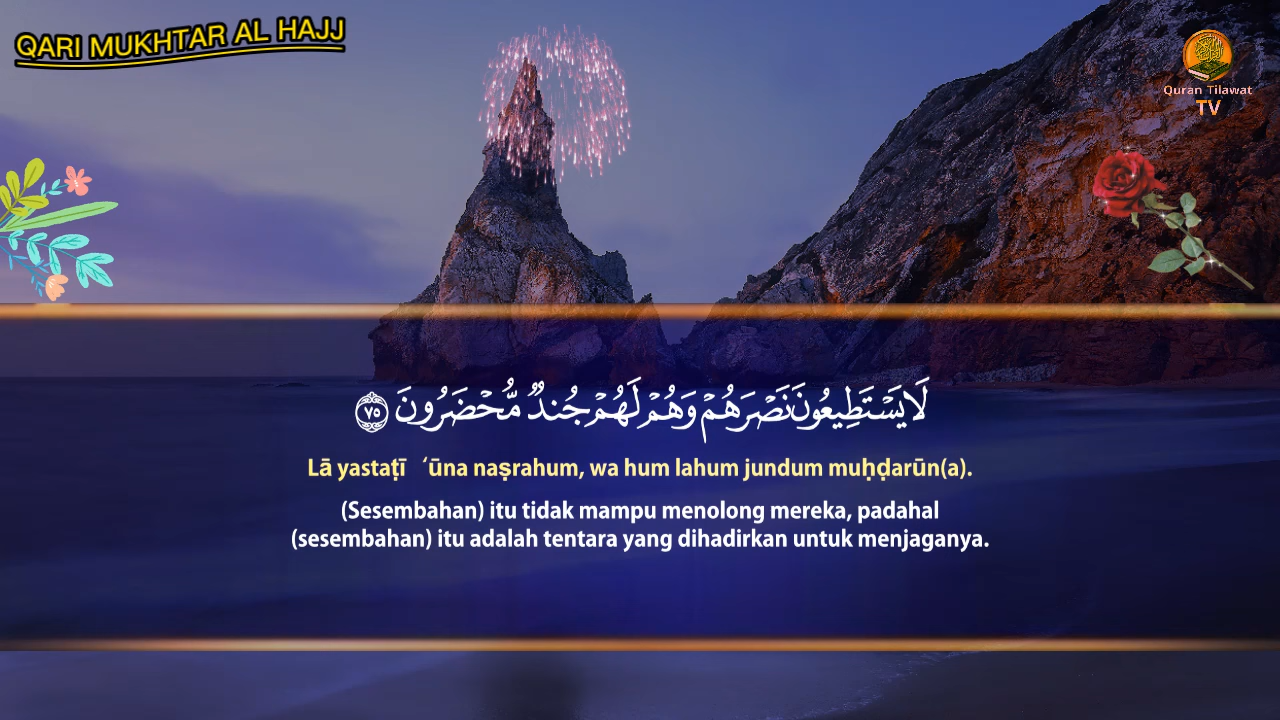 QARI MUKHTAR AL HAJJ
Quran Tilawat
TV
لَا يَسْتَطِيعُونَ نَصْرَهُمْ وَهُمْ لَهُمْ جُندٌ مُّحْضَرُونَ ٧٥
Lā yastaṭī‘ūna naṣrahum, wa hum lahum jundum muḥḍarūn(a).
(Sesembahan) itu tidak mampu menolong mereka, padahal
(sesembahan) itu adalah tentara yang dihadirkan untuk menjaganya.